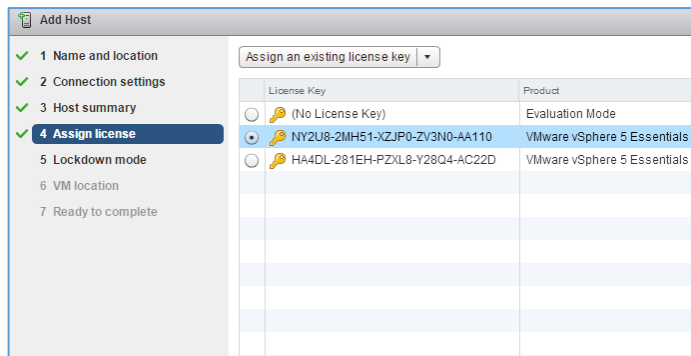 Add Host
1 Name and location
2 Connection settings
3 Host summary
4 Assign license
5 Lockdown mode
6 VM location
7 Ready to complete
Assign an existing license key
License Key Product
(No License Key) Evaluation Mode
NY2U8-2MH51-XZJP0-ZV3N0-AA110 VMware vSphere 5 Essentials
HA4DL-281EH-PZXL8-Y28Q4-AC22D VMware vSphere 5 Essentials